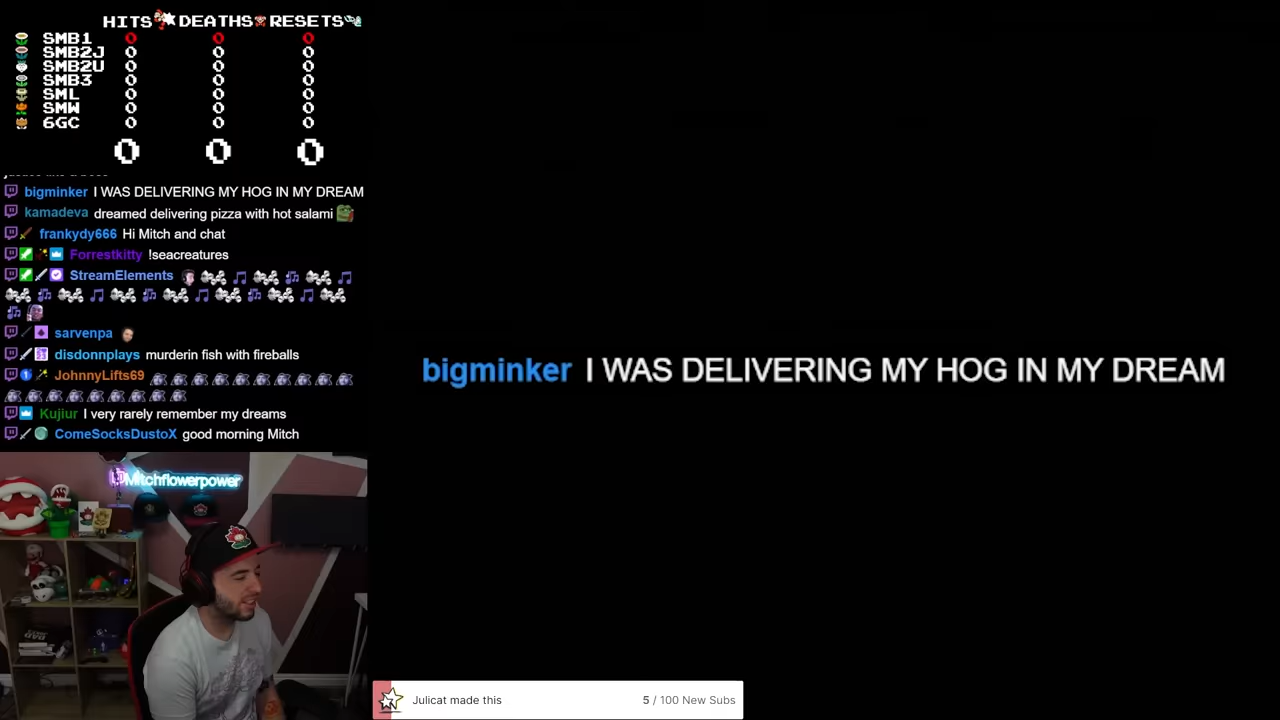 HITS DEATHS RESETS
SMB1 0 0 0
SMB2J 0 0 0
SMB2U 0 0 0
SMB3 0 0 0
SML 0 0 0
SMW 0 0 0
6GC 0 0 0
0 0 0
bigminker I WAS DELIVERING MY HOG IN MY DREAM
kamadeva dreamed delivering pizza with hot salami
frankydy666 Hi Mitch and chat
Forrestkitty !seacreatures
StreamElements
sarvenpa
disdonnplays murderin fish with fireballs
JohnnyLifts69
Kujiur I very rarely remember my dreams
ComeSocksDustoX good morning Mitch
Mitchflowerpower
bigminker I WAS DELIVERING MY HOG IN MY DREAM
Julicat made this 5 / 100 New Subs